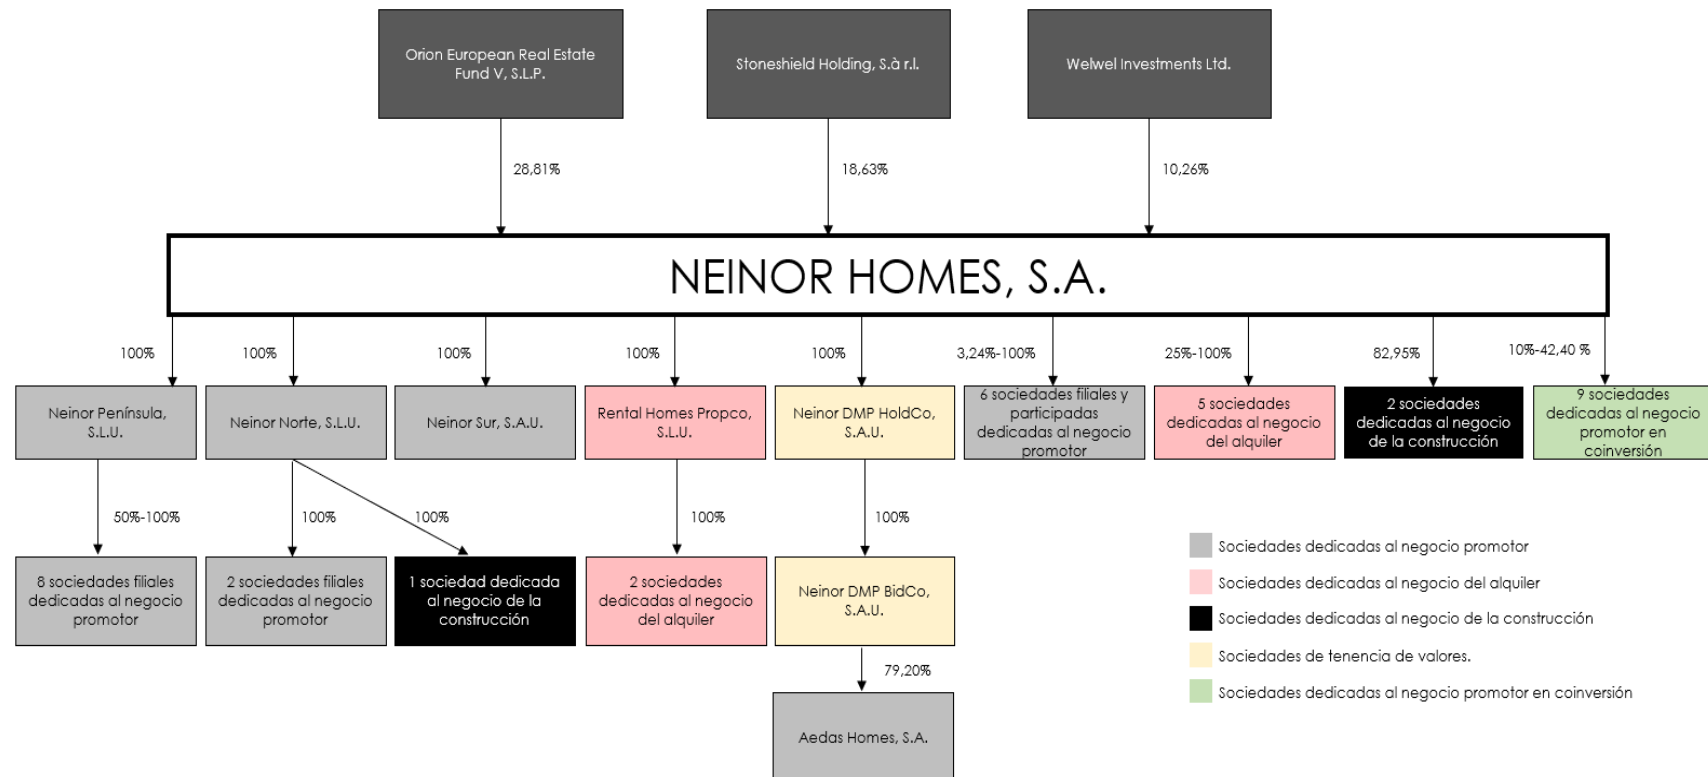 Orion European Real Estate
Fund V, S.L.P.
Stoneshield Holding, S.à r.l.
Welwel Investments Ltd.
28,81%
18,63%
10,26%
NEINOR HOMES, S.A.
100%
100%
100%
100%
100%
3,24%-100%
25%-100%
82,95%
10%-42,40 %
Neinor Península,
S.L.U.
Neinor Norte, S.L.U.
Neinor Sur, S.A.U.
Rental Homes Propco,
S.L.U.
Neinor DMP HoldCo,
S.A.U.
6 sociedades filiales y
participadas
dedicadas al negocio
promotor
5 sociedades
dedicadas al negocio
del alquiler
2 sociedades
dedicadas al negocio
de la construcción
9 sociedades
dedicadas al negocio
promotor en
coinversión
50%-100%
100%
100%
100%
100%
8 sociedades filiales
dedicadas al negocio
promotor
2 sociedades filiales
dedicadas al negocio
promotor
1 sociedad dedicada
al negocio de la
construcción
2 sociedades
dedicadas al negocio
del alquiler
Neinor DMP BidCo,
S.A.U.
79,20%
Aedas Homes, S.A.
Sociedades dedicadas al negocio promotor
Sociedades dedicadas al negocio del alquiler
Sociedades dedicadas al negocio de la construcción
Sociedades de tenencia de valores.
Sociedades dedicadas al negocio promotor en coinversión